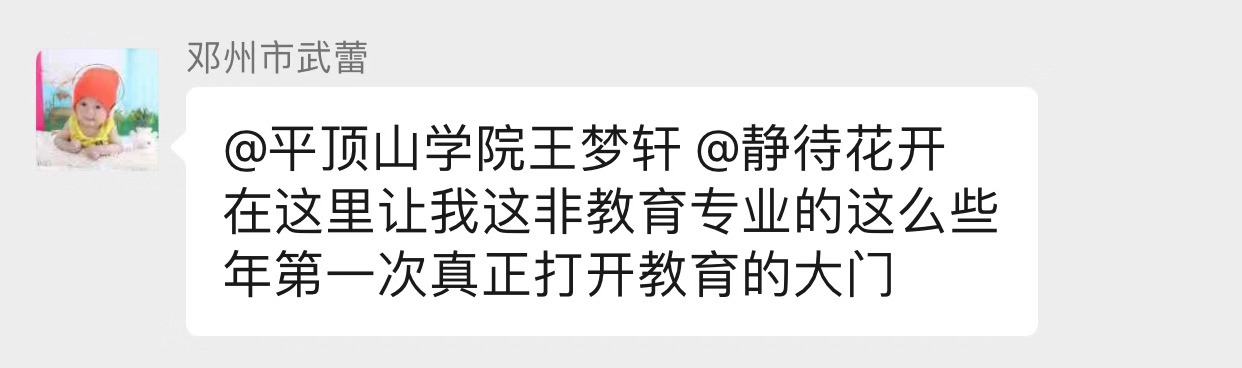 邓州市武蕾
@平顶山学院王梦轩 @静待花开
在这里让我这非教育专业的这么些
年第一次真正打开教育的大门